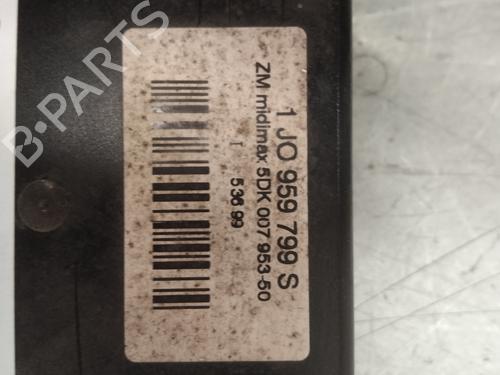 1 JO 959 799 S
ZM midimax 5DK 007 953-50
I
536 99
B-PARTS